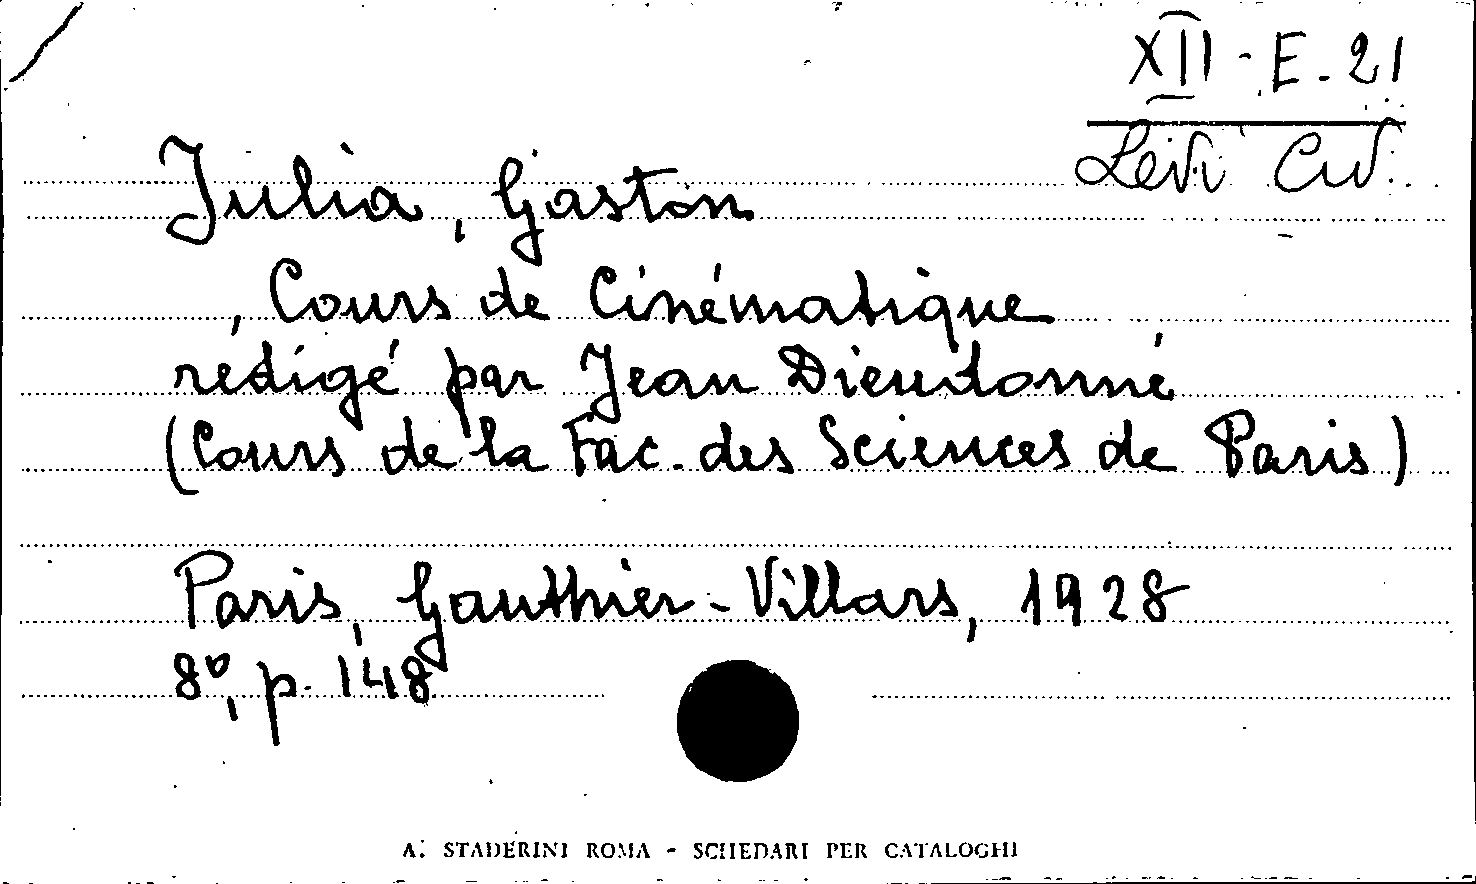 XII - E. 21
Levi Civ.
Julia, Gaston
, Cours de Cinématique
rédigé par Jean Dieudonné
(Cours de la Fac. des Sciences de Paris)
Paris, Gauthier-Villars, 1928
8°, p. 148
A. STADERINI ROMA - SCHEDARI PER CATALOGHI